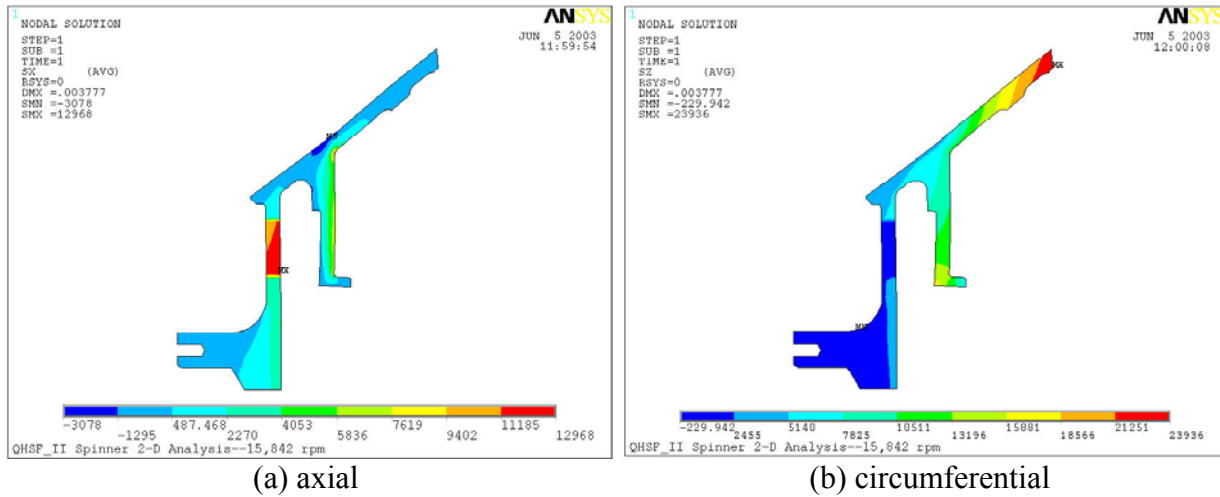 1
ANSYS
NODAL SOLUTION
JUN 5 2003
11:59:54
STEP=1
SUB =1
TIME=1
SX (AVG)
RSYS=0
DMX =.003777
SMN =-3078
SMX =12968
MN
MX
-3078 487.468 4053 7619 11185
-1295 2270 5836 9402 12968
QHSF_II Spinner 2-D Analysis--15,842 rpm
(a) axial
1
ANSYS
NODAL SOLUTION
JUN 5 2003
12:00:08
STEP=1
SUB =1
TIME=1
SZ (AVG)
RSYS=0
DMX =.003777
SMN =-229.942
SMX =23936
MX
MN
-229.942 5140 10511 15881 21251
2455 7825 13196 18566 23936
QHSF_II Spinner 2-D Analysis--15,842 rpm
(b) circumferential